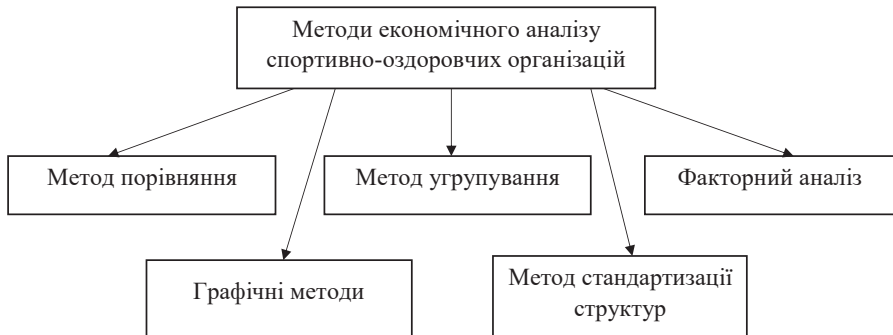 Методи економічного аналізу
спортивно-оздоровчих організацій
Метод порівняння
Метод угрупування
Факторний аналіз
Графічні методи
Метод стандартизації
структур